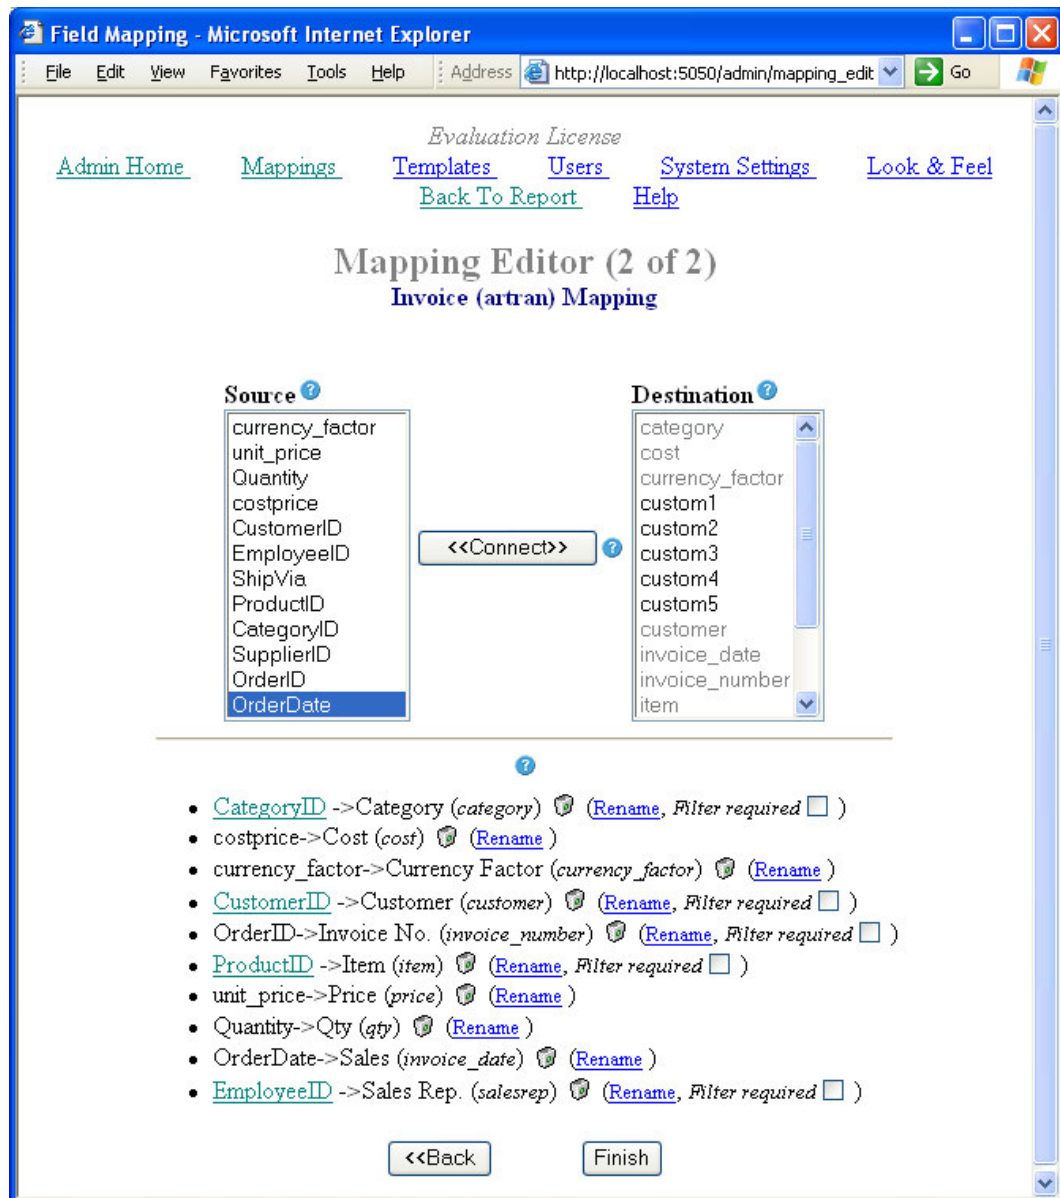 Field Mapping - Microsoft Internet Explorer
File Edit View Favorites Tools Help Address http://localhost:5050/admin/mapping_edit Go
Evaluation License
Admin Home Mappings Templates Users System Settings Look & Feel
Back To Report Help
Mapping Editor (2 of 2)
Invoice (artran) Mapping
Source ? Destination ?
currency_factor category
unit_price cost
Quantity currency_factor
costprice custom1
CustomerID custom2
EmployeeID custom3
ShipVia custom4
ProductID custom5
CategoryID customer
SupplierID invoice_date
OrderID invoice_number
OrderDate item
<<Connect>> ?
?
• CategoryID ->Category (category) (Rename, Filter required )
• costprice->Cost (cost) (Rename )
• currency_factor->Currency Factor (currency_factor) (Rename )
• CustomerID ->Customer (customer) (Rename, Filter required )
• OrderID->Invoice No. (invoice_number) (Rename, Filter required )
• ProductID ->Item (item) (Rename, Filter required )
• unit_price->Price (price) (Rename )
• Quantity->Qty (qty) (Rename )
• OrderDate->Sales (invoice_date) (Rename )
• EmployeeID ->Sales Rep. (salesrep) (Rename, Filter required )
<<Back Finish